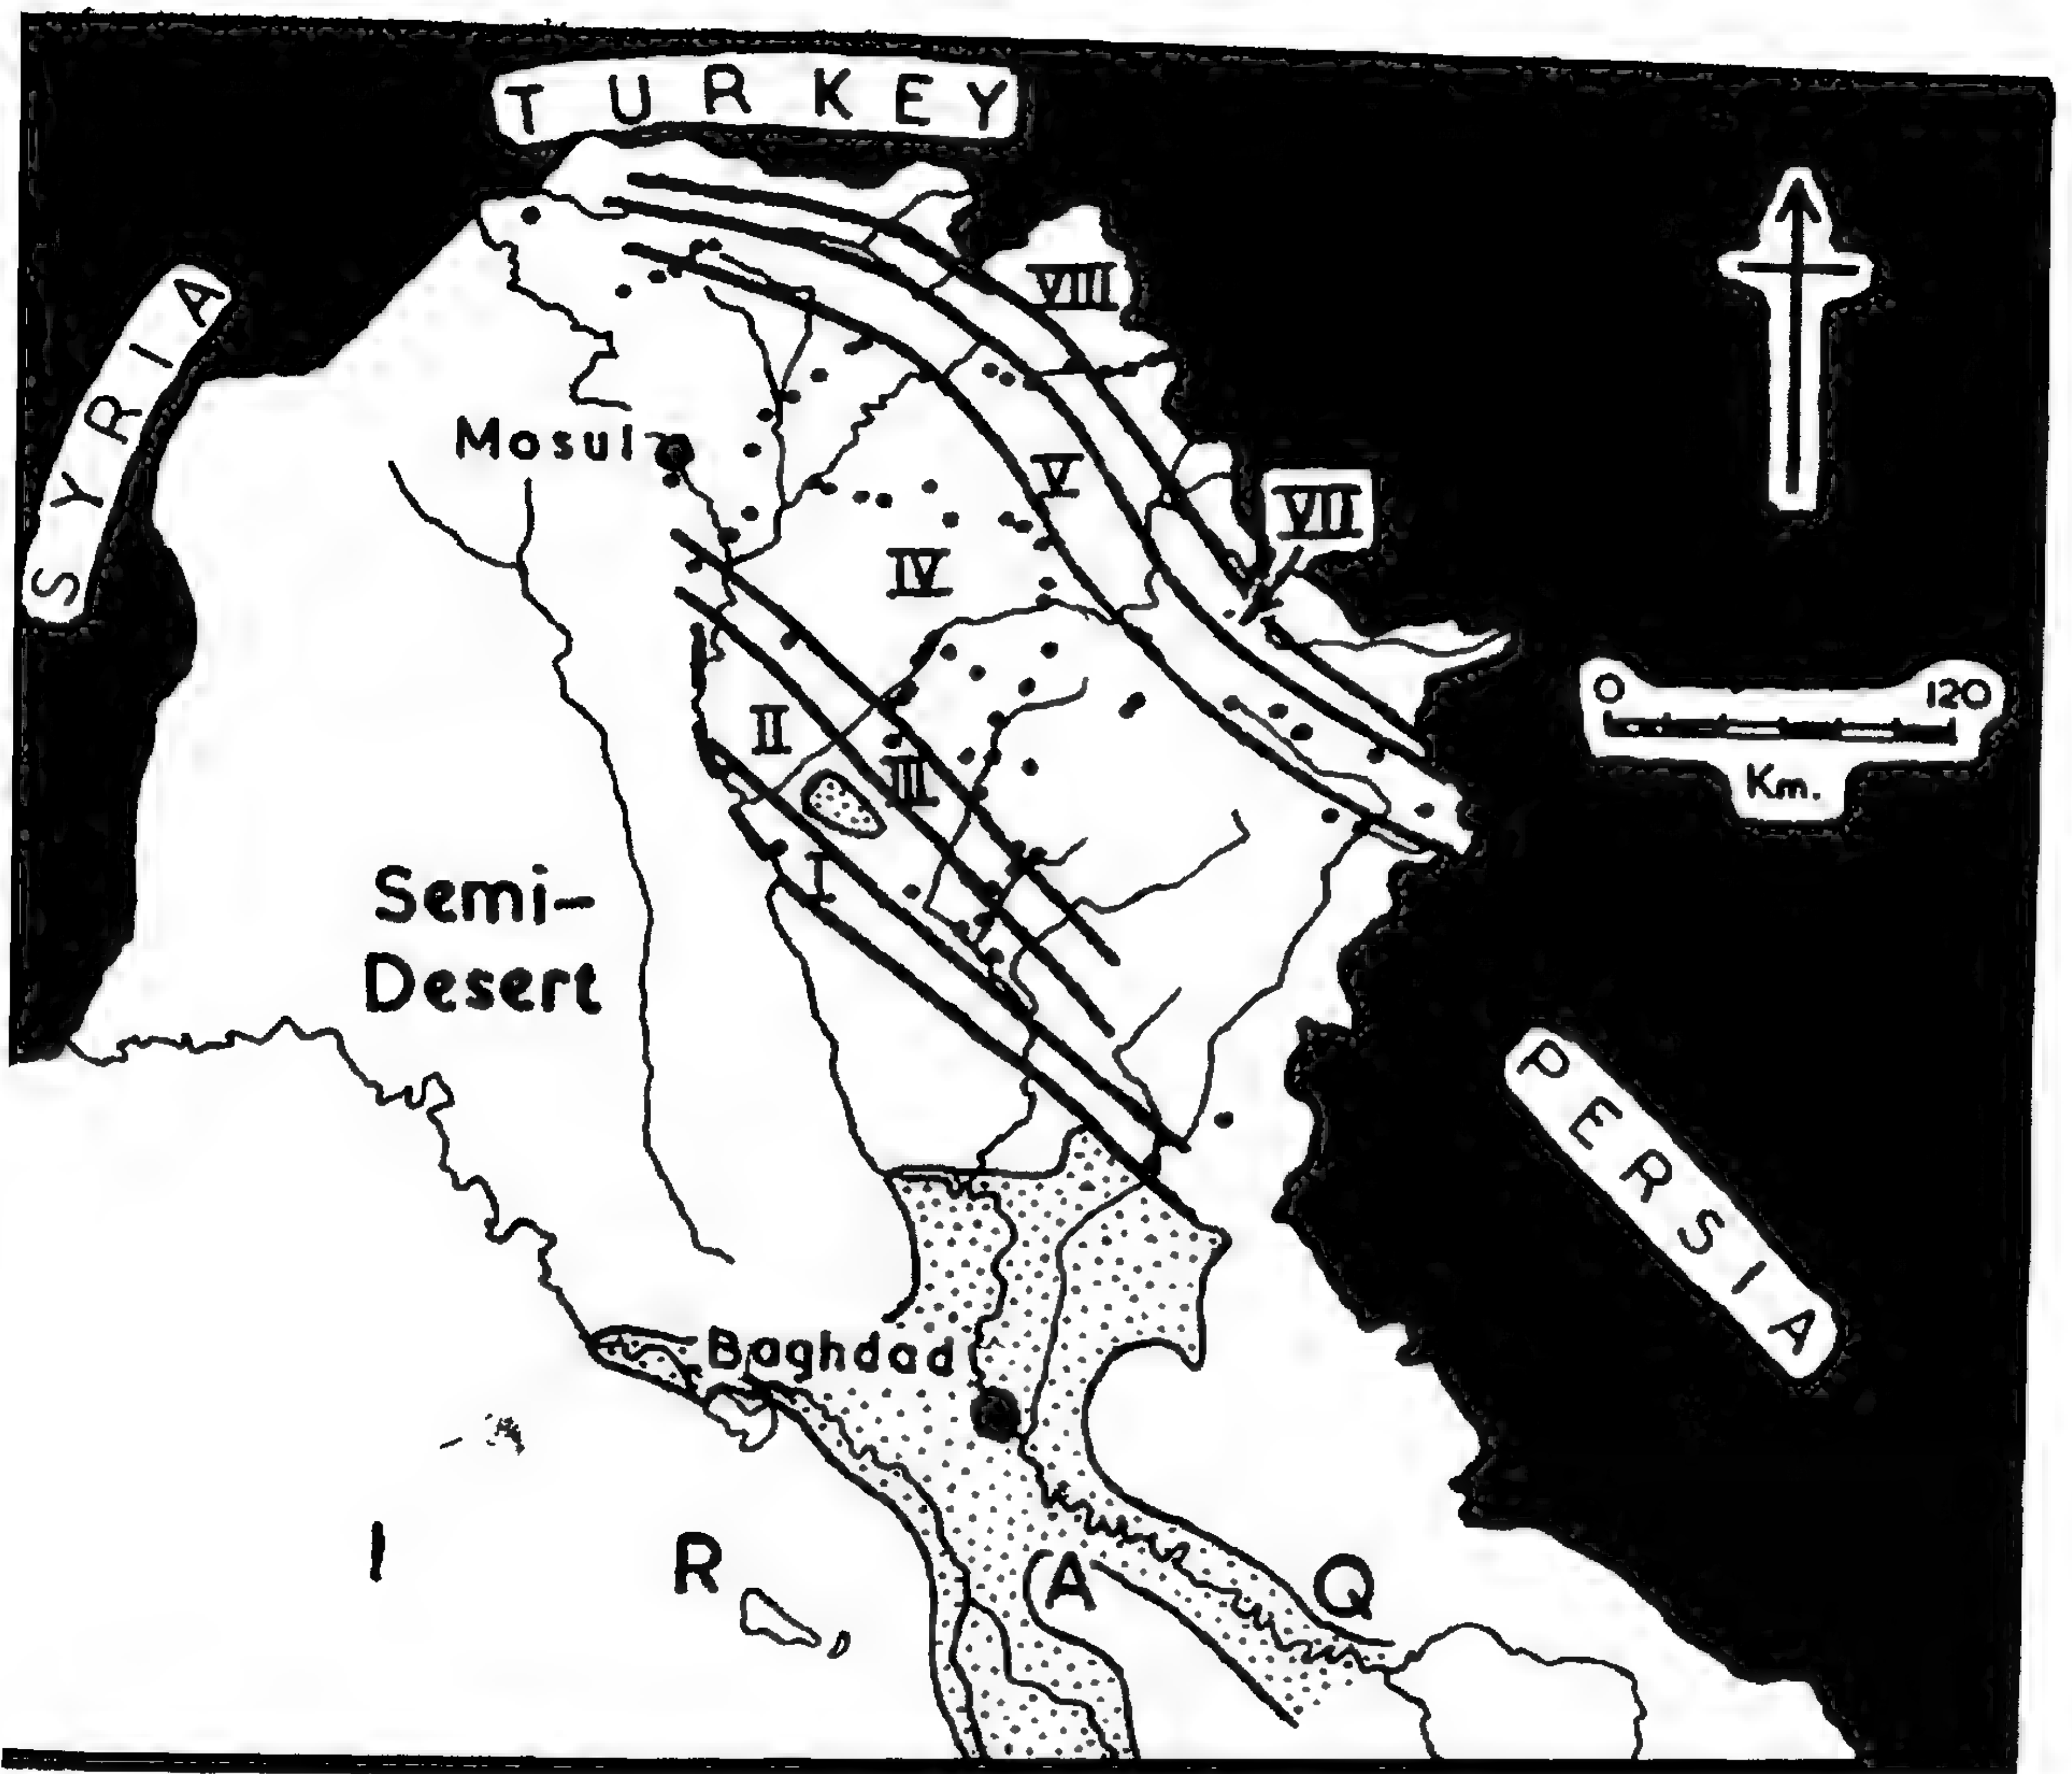 TURKEY
SYRIA
VIII
Mosul
V
VII
IV
0 120
Km.
II
III
I
Semi-
Desert
PERSIA
Baghdad
I R A Q